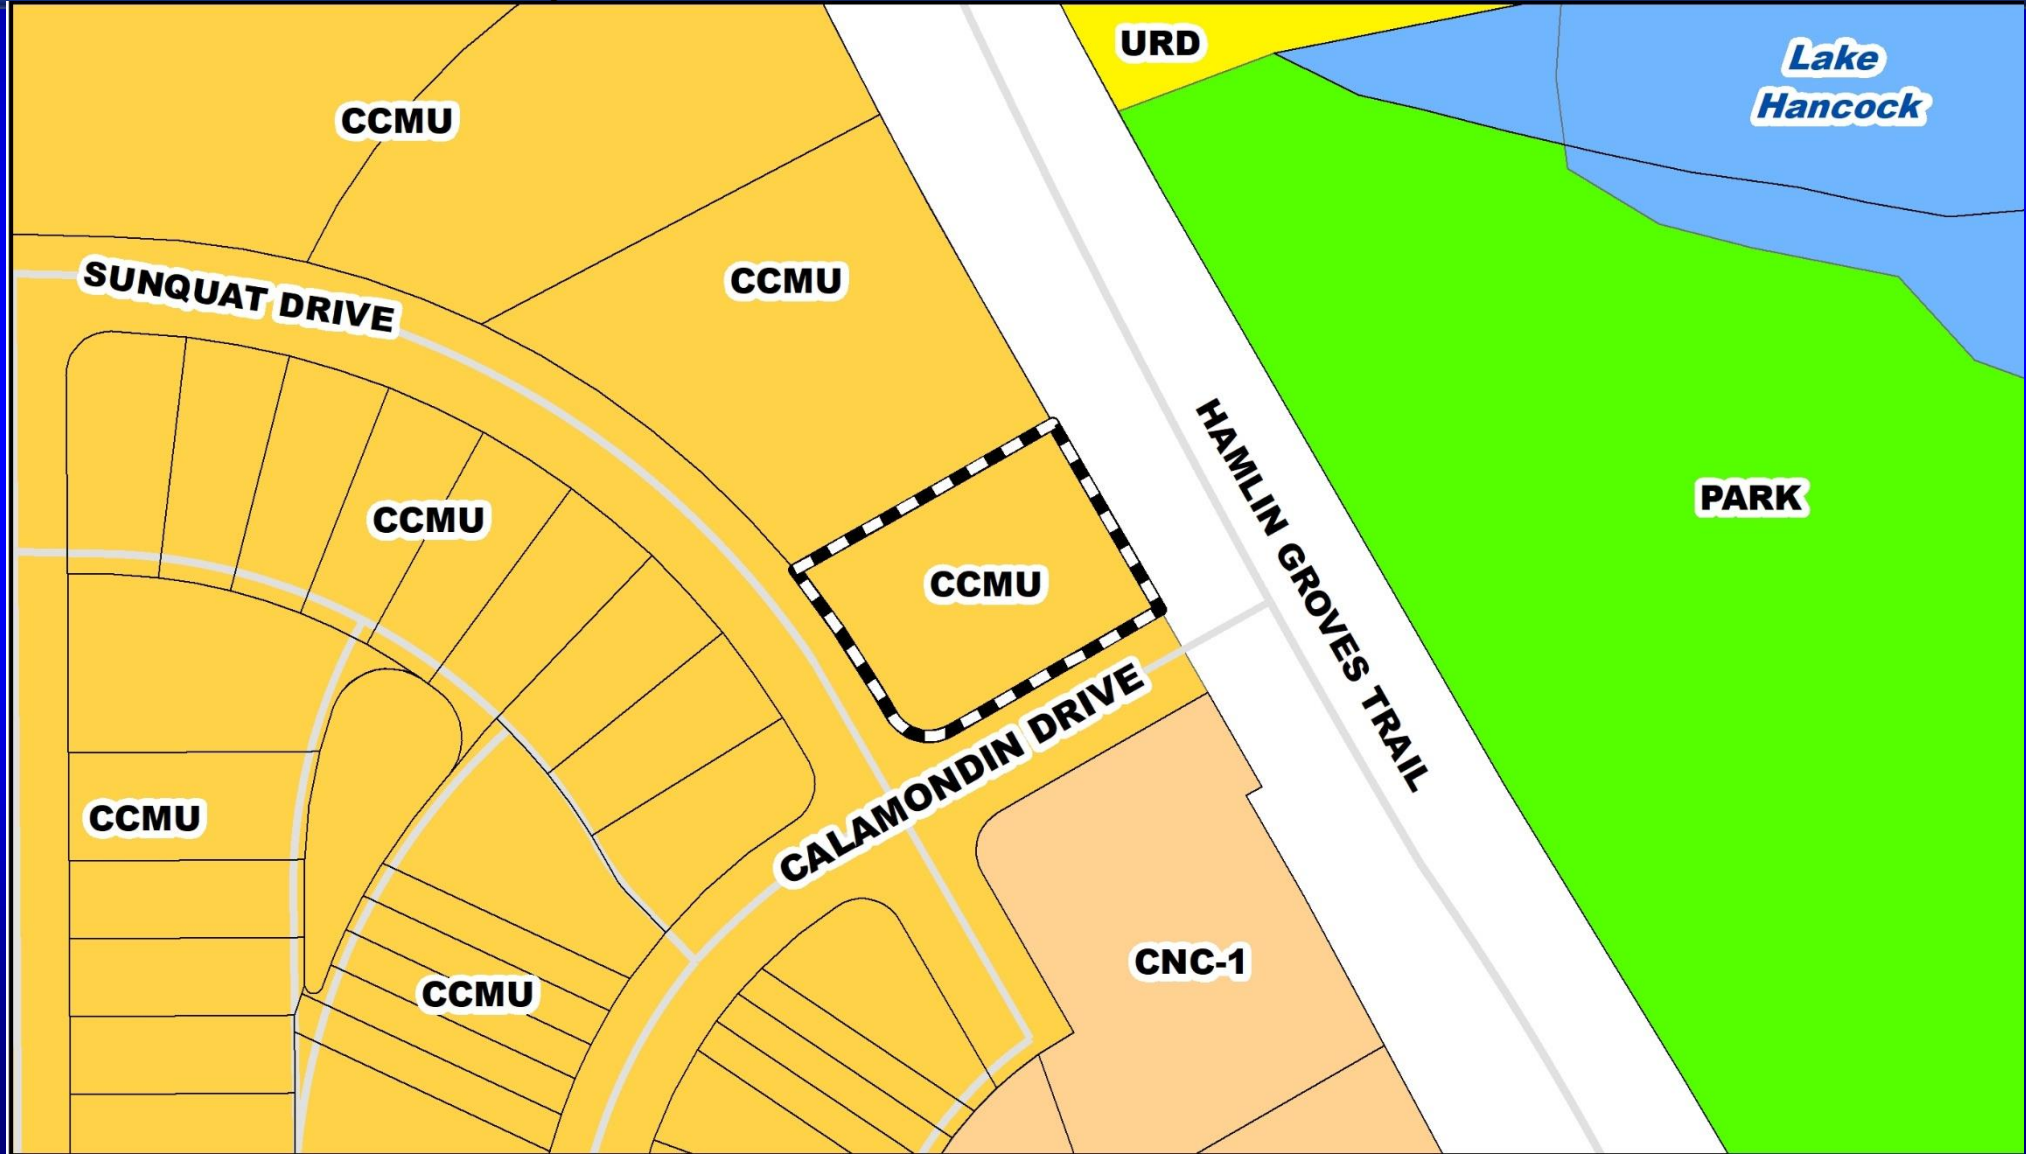 URD
Lake
Hancock
CCMU
CCMU
SUNQUAT DRIVE
HAMLIN GROVES TRAIL
PARK
CCMU
CCMU
CALAMONDIN DRIVE
CCMU
CNC-1
CCMU